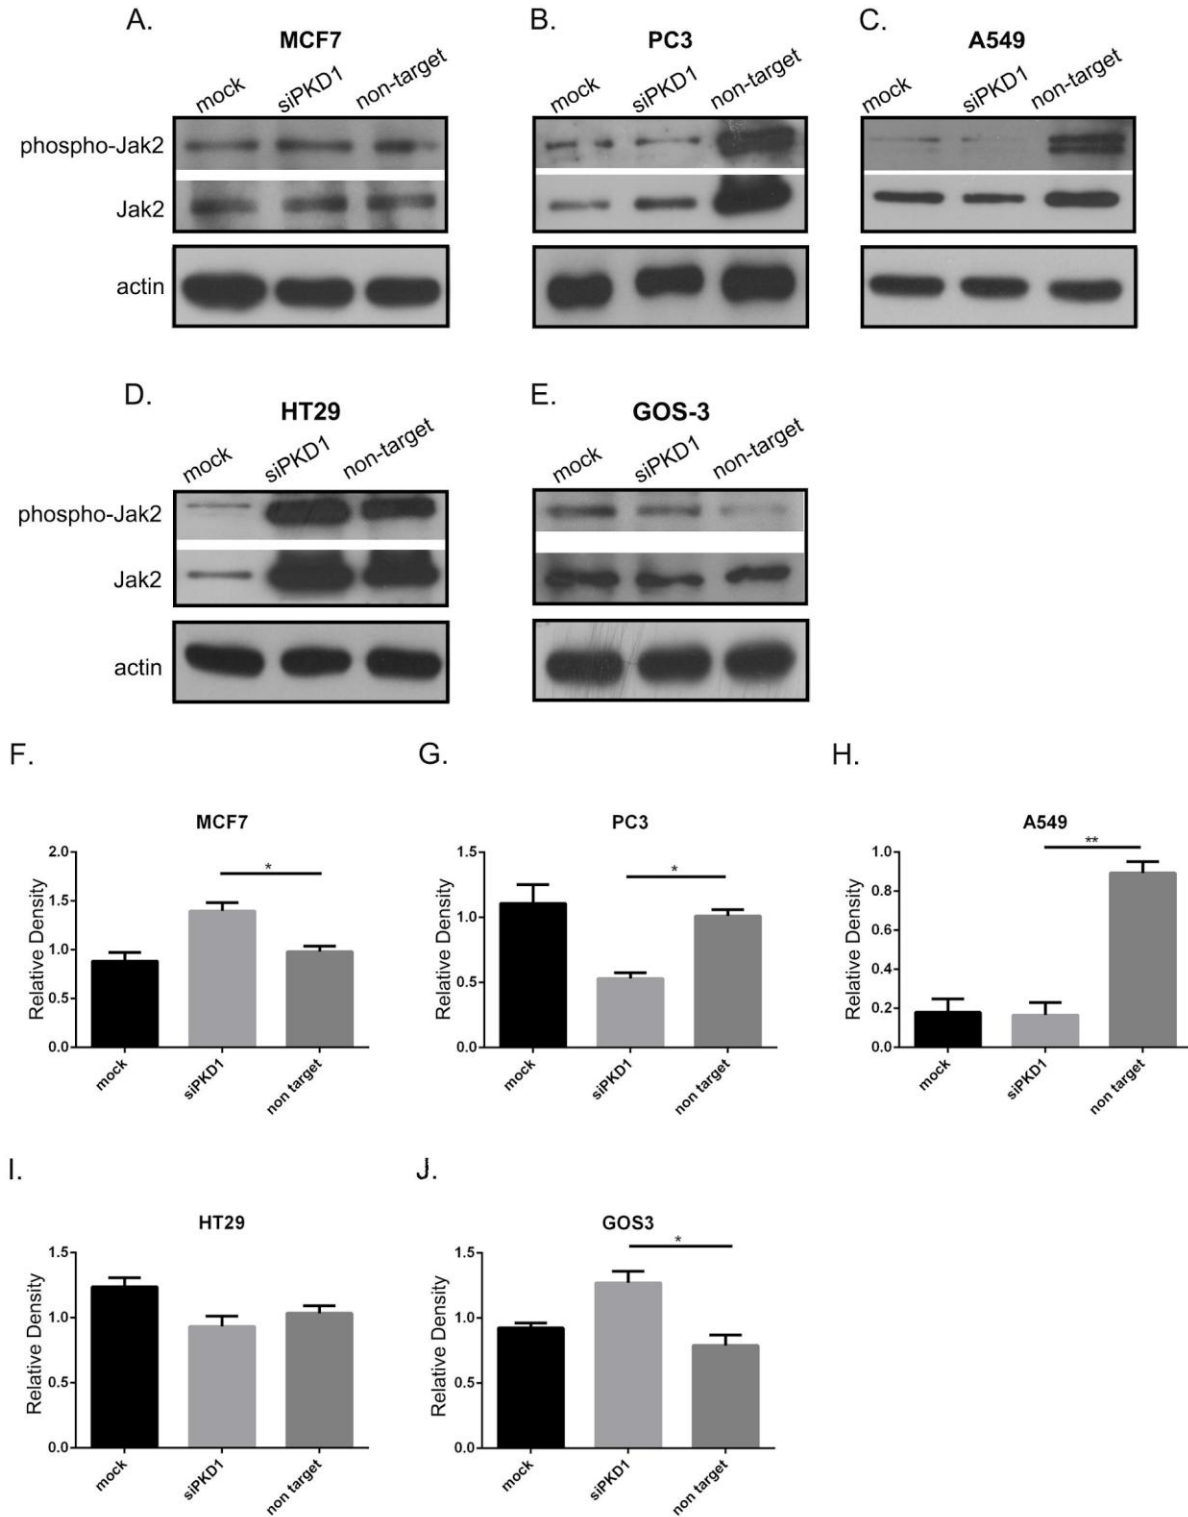 A.
B.
C.
MCF7
PC3
A549
mock siPKD1 non-target
mock siPKD1 non-target
mock siPKD1 non-target
phospho-Jak2
Jak2
actin
D.
E.
HT29
GOS-3
mock siPKD1 non-target
mock siPKD1 non-target
phospho-Jak2
Jak2
actin
F.
MCF7
Relative Density
2.0
1.5
1.0
0.5
0.0
*
mock
siPKD1
non target
G.
PC3
Relative Density
1.5
1.0
0.5
0.0
*
mock
siPKD1
non target
H.
A549
Relative Density
1.0
0.8
0.6
0.4
0.2
0.0
**
mock
siPKD1
non target
I.
HT29
Relative Density
1.5
1.0
0.5
0.0
mock
siPKD1
non target
J.
GOS3
Relative Density
1.5
1.0
0.5
0.0
*
mock
siPKD1
non target